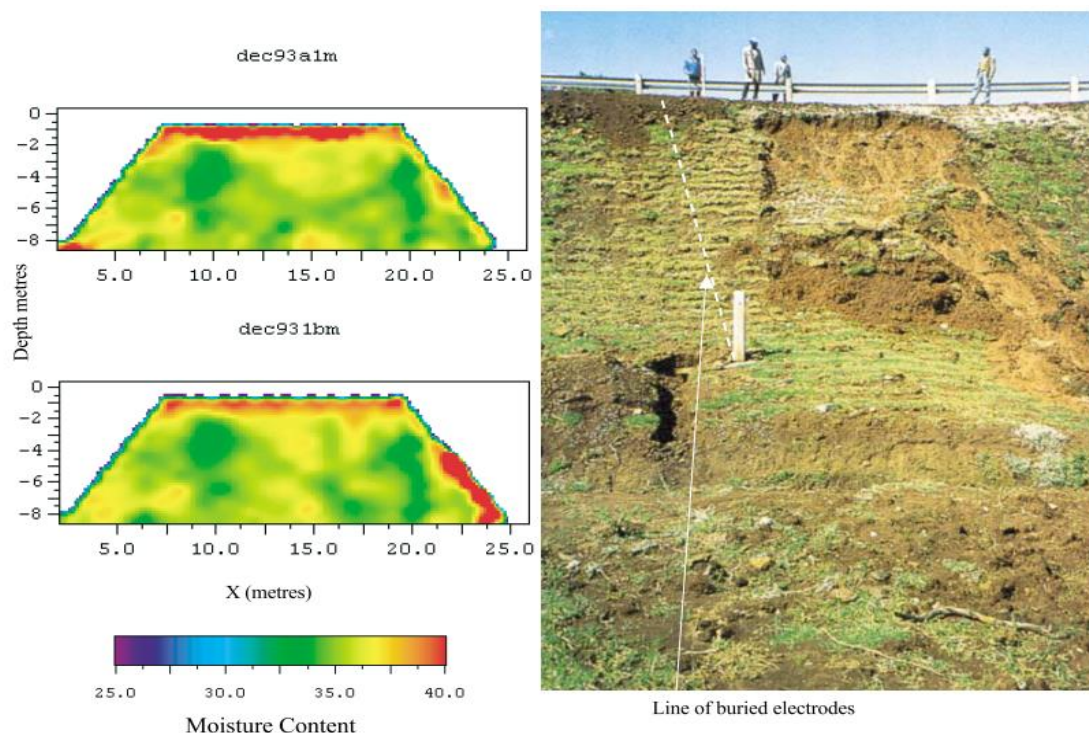 dec93a1m
0
-2
-4
-6
-8
5.0 10.0 15.0 20.0 25.0
Depth metres
dec931bm
0
-2
-4
-6
-8
5.0 10.0 15.0 20.0 25.0
X (metres)
25.0 30.0 35.0 40.0
Moisture Content
Line of buried electrodes